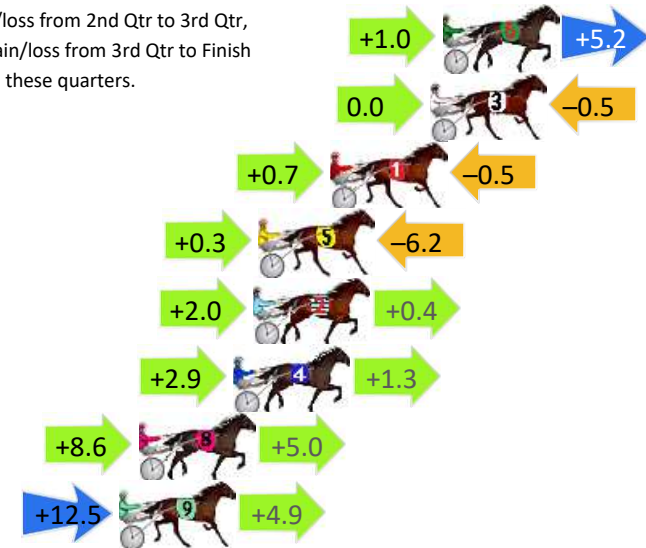 /loss from 2nd Qtr to 3rd Qtr,
ain/loss from 3rd Qtr to Finish
these quarters.
+1.0 +5.2
0.0 3 –0.5
+0.7 1 –0.5
+0.3 5 –6.2
+2.0 +0.4
+2.9 4 +1.3
+8.6 8 +5.0
+12.5 9 +4.9